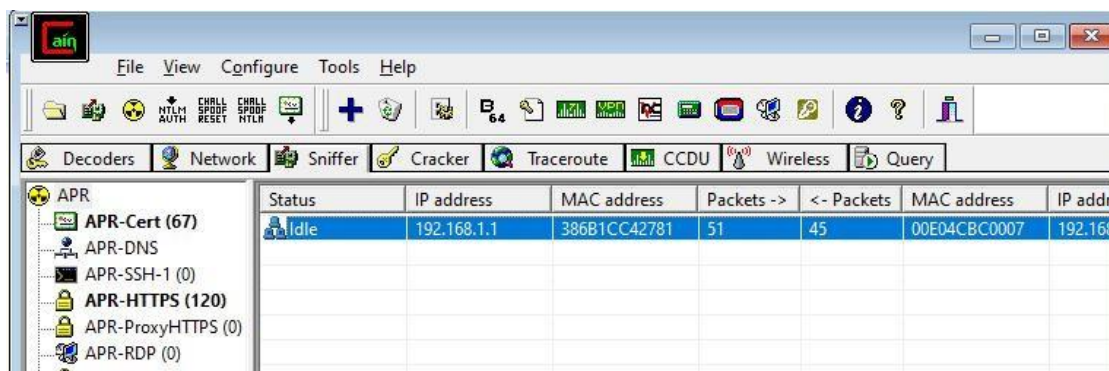 Cain
File View Configure Tools Help
NTLM AUTH CHALL SPOOF RESET CHALL SPOOF NTLM B64
Decoders Network Sniffer Cracker Traceroute CCDU Wireless Query
APR
APR-Cert (67)
APR-DNS
APR-SSH-1 (0)
APR-HTTPS (120)
APR-ProxyHTTPS (0)
APR-RDP (0)
Status IP address MAC address Packets -> <- Packets MAC address IP addr
Idle 192.168.1.1 386B1CC42781 51 45 00E04CBC0007 192.168